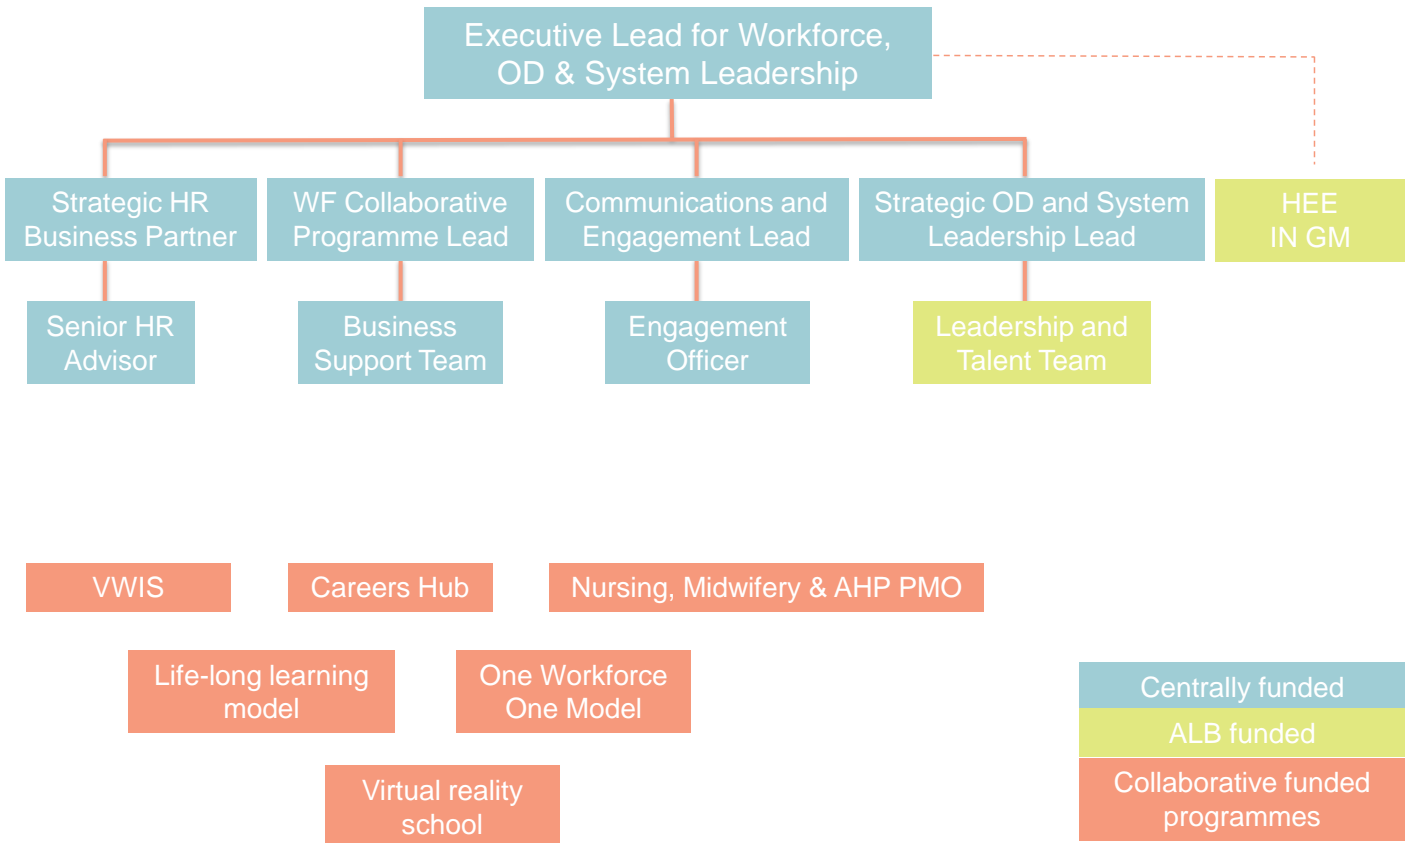 Executive Lead for Workforce,
OD & System Leadership
Strategic HR
Business Partner
WF Collaborative
Programme Lead
Communications and
Engagement Lead
Strategic OD and System
Leadership Lead
HEE
IN GM
Senior HR
Advisor
Business
Support Team
Engagement
Officer
Leadership and
Talent Team
VWIS
Careers Hub
Nursing, Midwifery & AHP PMO
Life-long learning
model
One Workforce
One Model
Virtual reality
school
Centrally funded
ALB funded
Collaborative funded
programmes